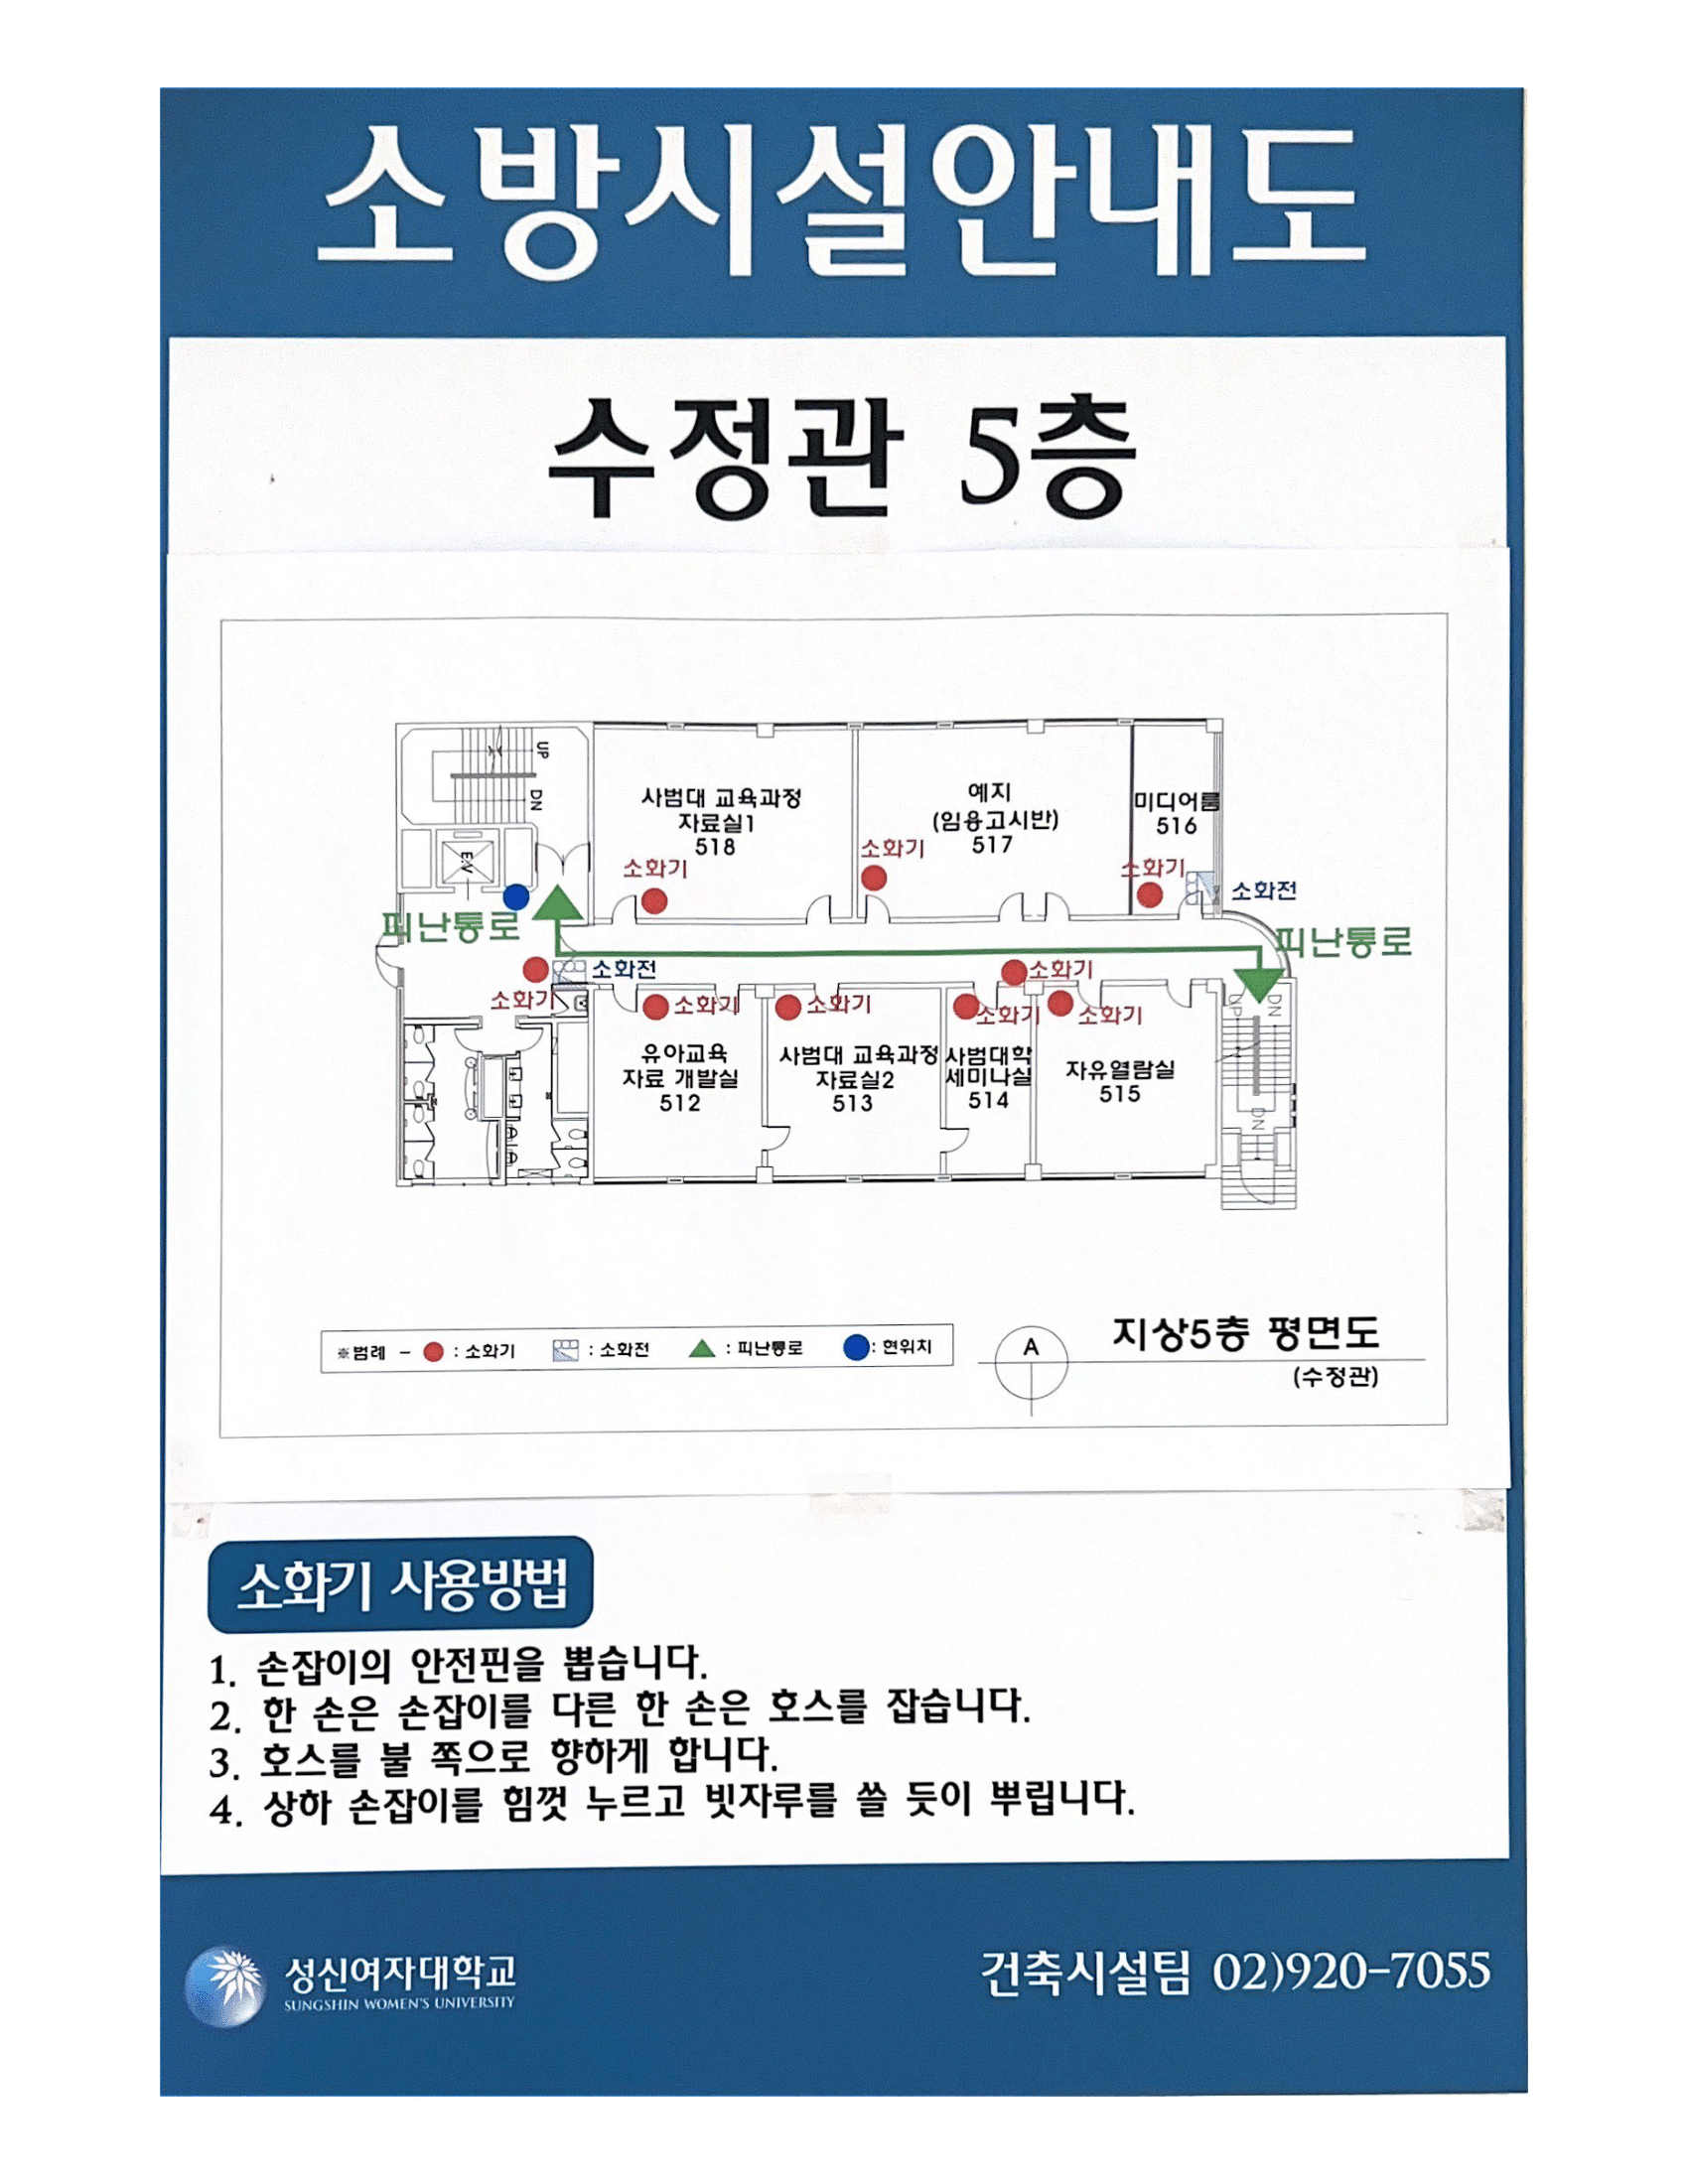 소방시설안내도
수정관 5층
UP
DN
사범대 교육과정
자료실1
518
소화기
예지
(임용고시반)
517
소화기
미디어룸
516
소화기
소화전
E.V
피난통로
피난통로
소화기
소화전
소화기
소화기
소화기
소화기
소화기
유아교육
자료 개발실
512
사범대 교육과정
자료실2
513
사범대학
세미나실
514
자유열람실
515
UP
DN
DN
※범례 - : 소화기 : 소화전 : 피난통로 : 현위치
A
지상5층 평면도
(수정관)
소화기 사용방법
1. 손잡이의 안전핀을 뽑습니다.
2. 한 손은 손잡이를 다른 한 손은 호스를 잡습니다.
3. 호스를 불 쪽으로 향하게 합니다.
4. 상하 손잡이를 힘껏 누르고 빗자루를 쓸 듯이 뿌립니다.
성신여자대학교
SUNGSHIN WOMEN'S UNIVERSITY
건축시설팀 02)920-7055